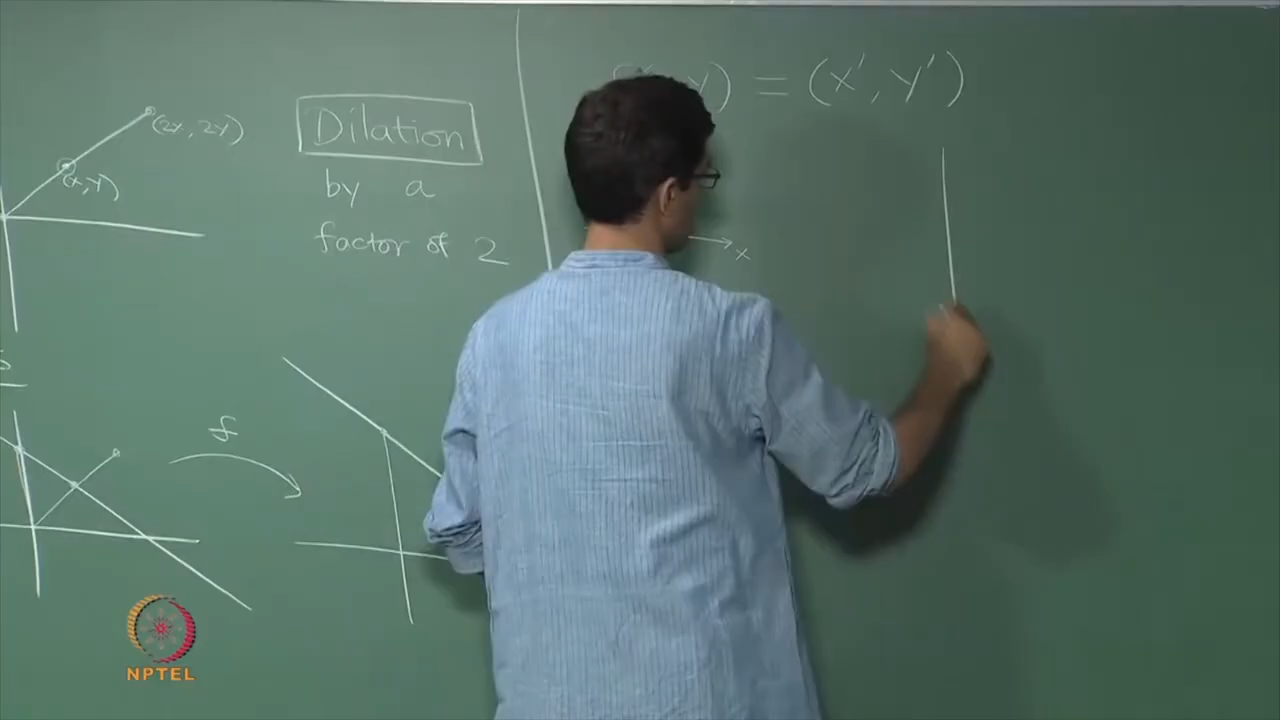 (2x, 2y)
(x, y)
Dilation
by a
factor of 2
y) = (x', y')
x
f
NPTEL